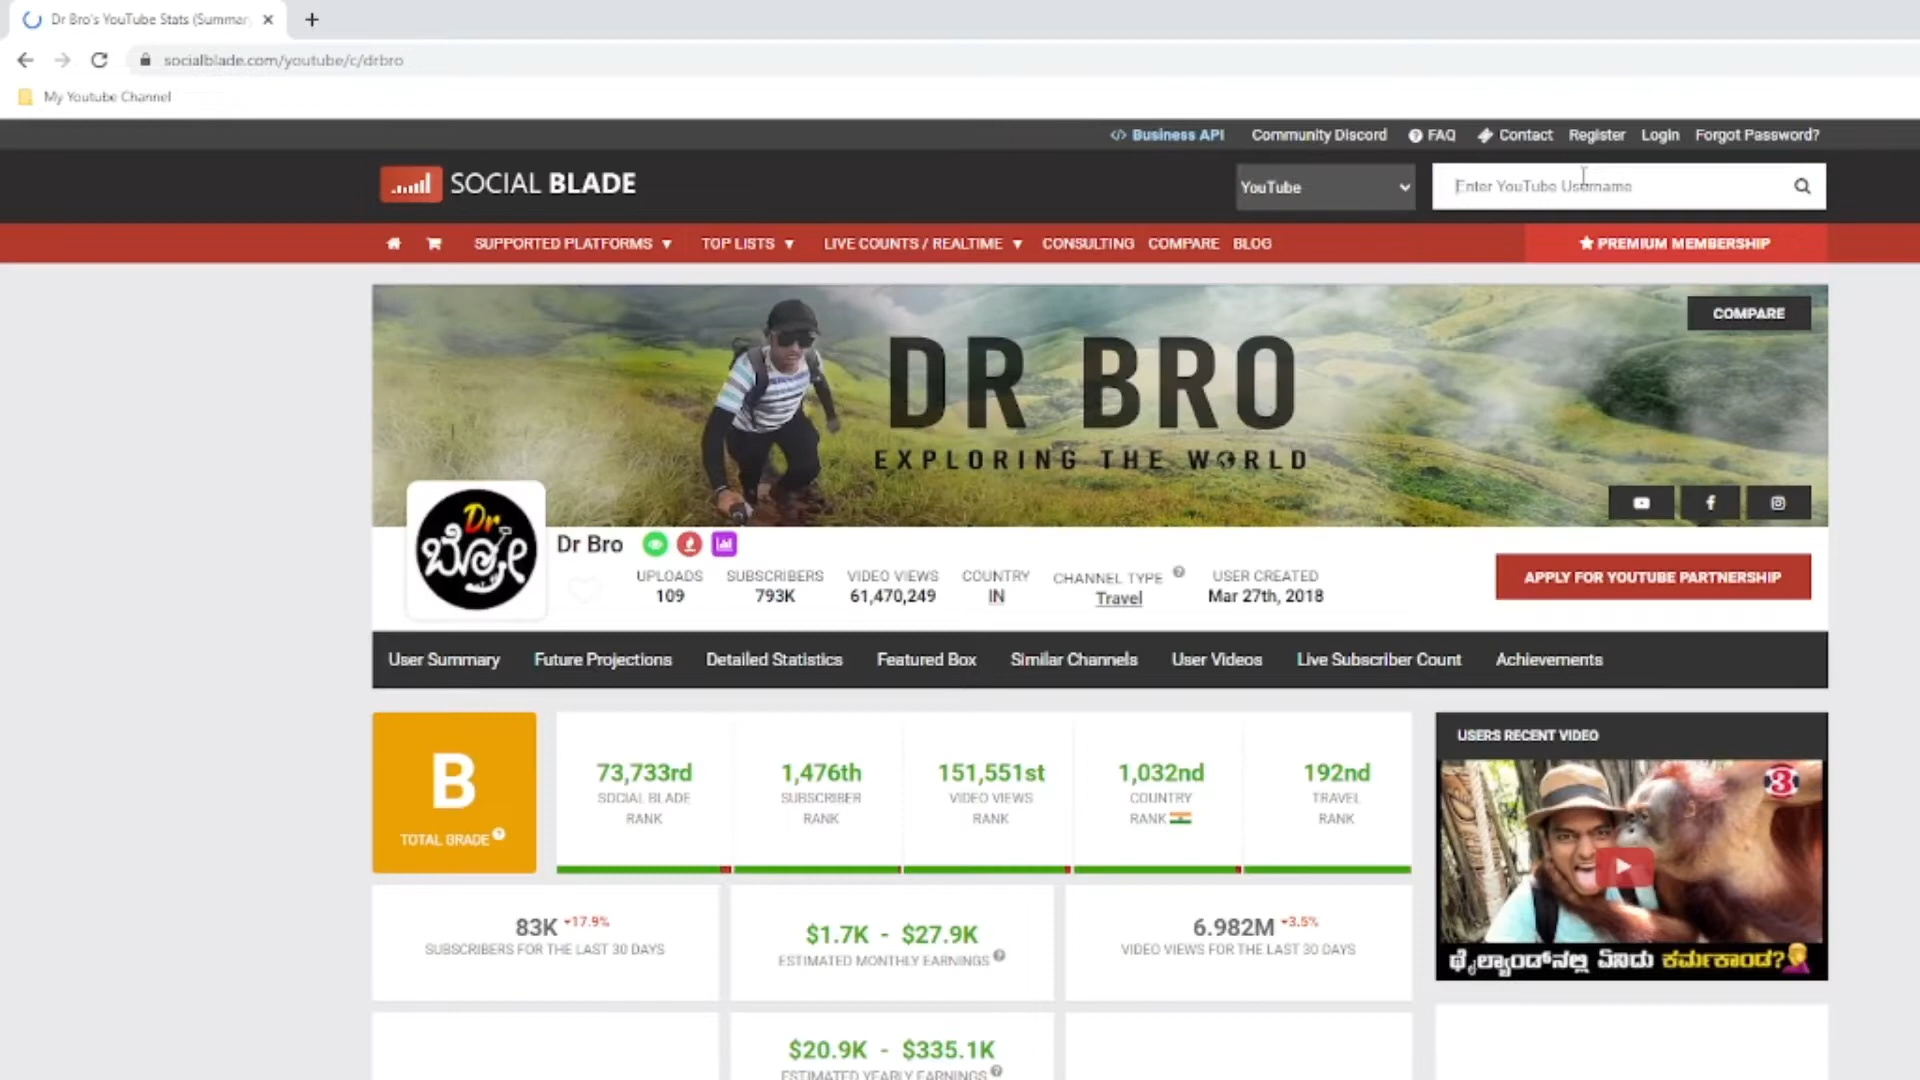 Dr Bro's YouTube Stats (Summar
socialblade.com/youtube/c/drbro
My Youtube Channel
</> Business API Community Discord FAQ Contact Register Login Forgot Password?
SOCIAL BLADE
YouTube
Enter YouTube Username
SUPPORTED PLATFORMS ▼ TOP LISTS ▼ LIVE COUNTS / REALTIME ▼ CONSULTING COMPARE BLOG
★ PREMIUM MEMBERSHIP
COMPARE
DR BRO
EXPLORING THE WORLD
Dr
ಬ್ರೋ
Dr Bro
UPLOADS
109
SUBSCRIBERS
793K
VIDEO VIEWS
61,470,249
COUNTRY
IN
CHANNEL TYPE
Travel
USER CREATED
Mar 27th, 2018
APPLY FOR YOUTUBE PARTNERSHIP
User Summary Future Projections Detailed Statistics Featured Box Similar Channels User Videos Live Subscriber Count Achievements
B
TOTAL GRADE
73,733rd
SOCIAL BLADE
RANK
1,476th
SUBSCRIBER
RANK
151,551st
VIDEO VIEWS
RANK
1,032nd
COUNTRY
RANK
192nd
TRAVEL
RANK
USERS RECENT VIDEO
3
ಥೈಲ್ಯಾಂಡ್‌ನಲ್ಲಿ ಏನಿದು ಕರ್ಮಕಾಂಡ?
83K -17.9%
SUBSCRIBERS FOR THE LAST 30 DAYS
$1.7K - $27.9K
ESTIMATED MONTHLY EARNINGS
6.982M -3.5%
VIDEO VIEWS FOR THE LAST 30 DAYS
$20.9K - $335.1K
ESTIMATED YEARLY EARNINGS